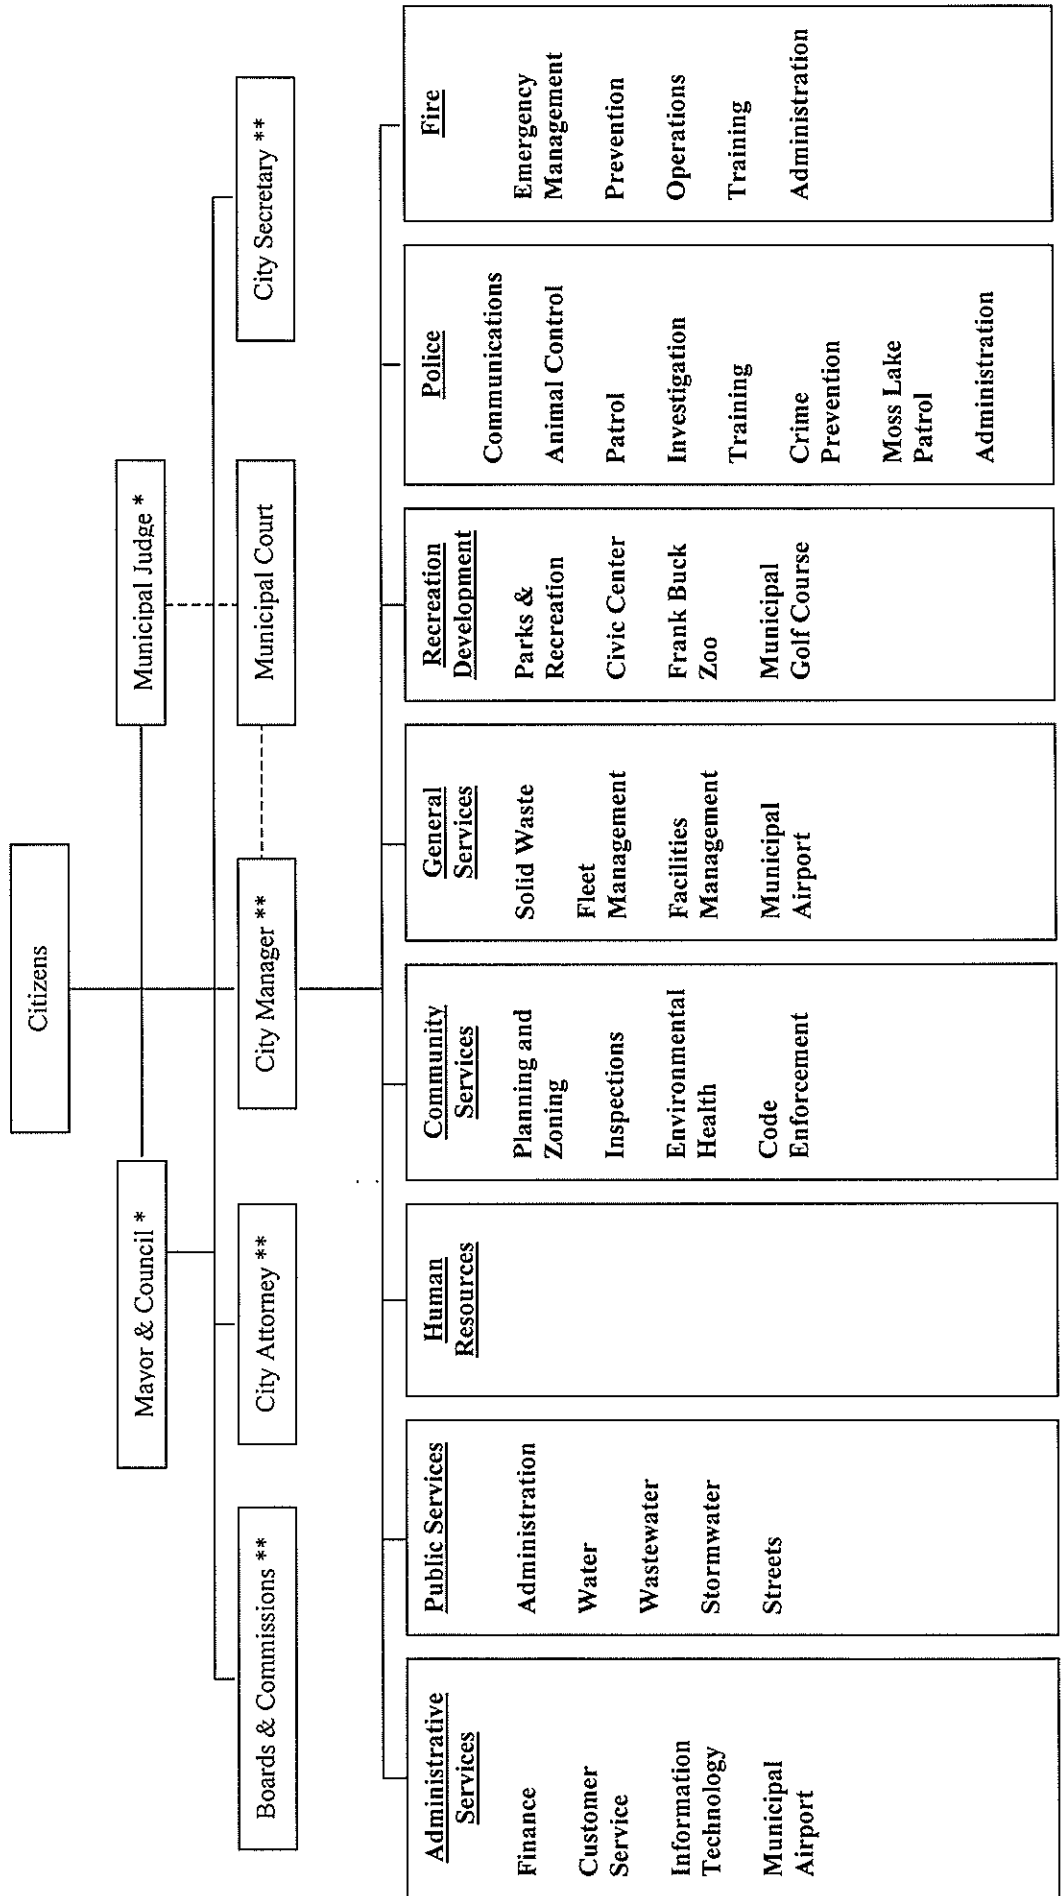 Citizens
Mayor & Council *
Municipal Judge *
Boards & Commissions **
City Attorney **
City Manager **
Municipal Court
City Secretary **
Administrative
Services
Finance
Customer
Service
Information
Technology
Municipal
Airport
Public Services
Administration
Water
Wastewater
Stormwater
Streets
Human
Resources
Community
Services
Planning and
Zoning
Inspections
Environmental
Health
Code
Enforcement
General
Services
Solid Waste
Fleet
Management
Facilities
Management
Municipal
Airport
Recreation
Development
Parks &
Recreation
Civic Center
Frank Buck
Zoo
Municipal
Golf Course
Police
Communications
Animal Control
Patrol
Investigation
Training
Crime
Prevention
Moss Lake
Patrol
Administration
Fire
Emergency
Management
Prevention
Operations
Training
Administration